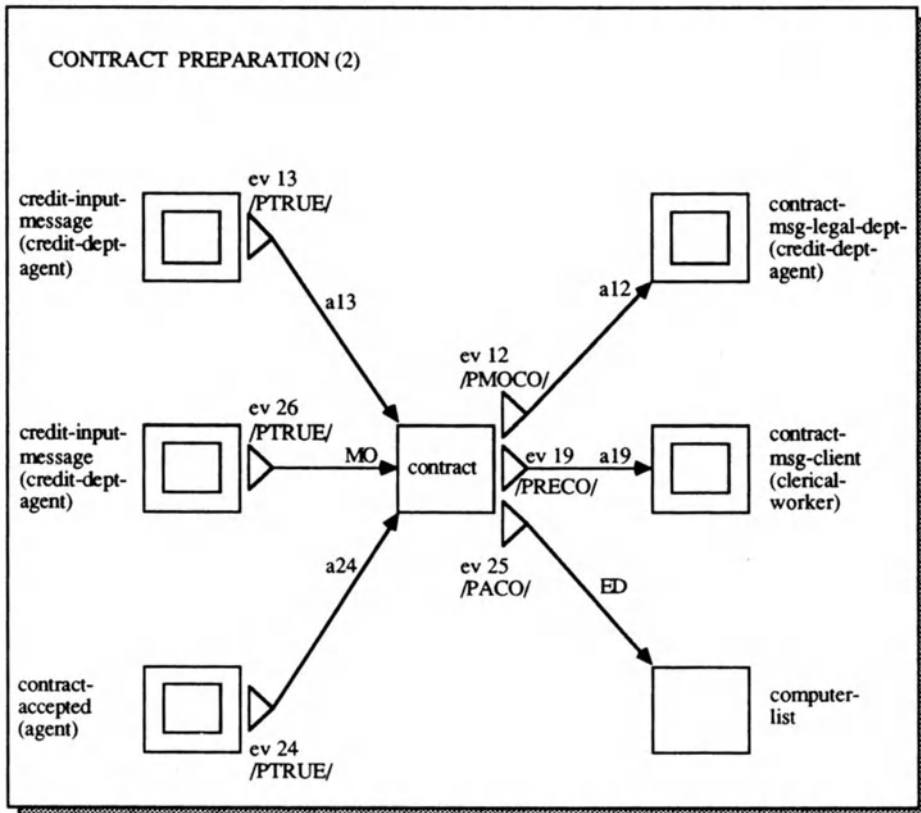 CONTRACT PREPARATION (2)
credit-input-
message
(credit-dept-
agent)
ev 13
/PTRUE/
a13
contract-
msg-legal-dept-
(credit-dept-
agent)
a12
ev 12
/PMOCO/
credit-input-
message
(credit-dept-
agent)
ev 26
/PTRUE/
MO
contract
ev 19
/PRECO/
a19
contract-
msg-client
(clerical-
worker)
a24
ev 25
/PACO/
ED
contract-
accepted
(agent)
ev 24
/PTRUE/
computer-
list